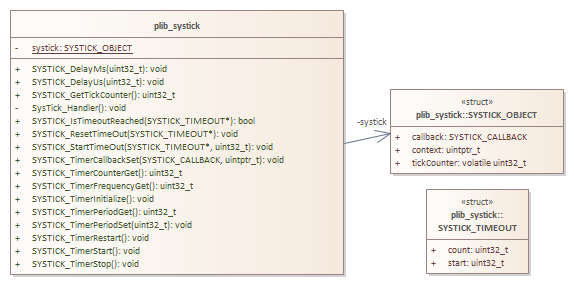 plib_systick
- systick: SYSTICK_OBJECT
+ SYSTICK_DelayMs(uint32_t): void
+ SYSTICK_DelayUs(uint32_t): void
+ SYSTICK_GetTickCounter(): uint32_t
- SysTick_Handler(): void
+ SYSTICK_IsTimeoutReached(SYSTICK_TIMEOUT*): bool
+ SYSTICK_ResetTimeOut(SYSTICK_TIMEOUT*): void
+ SYSTICK_StartTimeOut(SYSTICK_TIMEOUT*, uint32_t): void
+ SYSTICK_TimerCallbackSet(SYSTICK_CALLBACK, uintptr_t): void
+ SYSTICK_TimerCounterGet(): uint32_t
+ SYSTICK_TimerFrequencyGet(): uint32_t
+ SYSTICK_TimerInitialize(): void
+ SYSTICK_TimerPeriodGet(): uint32_t
+ SYSTICK_TimerPeriodSet(uint32_t): void
+ SYSTICK_TimerRestart(): void
+ SYSTICK_TimerStart(): void
+ SYSTICK_TimerStop(): void
-systick
«struct»
plib_systick::SYSTICK_OBJECT
+ callback: SYSTICK_CALLBACK
+ context: uintptr_t
+ tickCounter: volatile uint32_t
«struct»
plib_systick::
SYSTICK_TIMEOUT
+ count: uint32_t
+ start: uint32_t